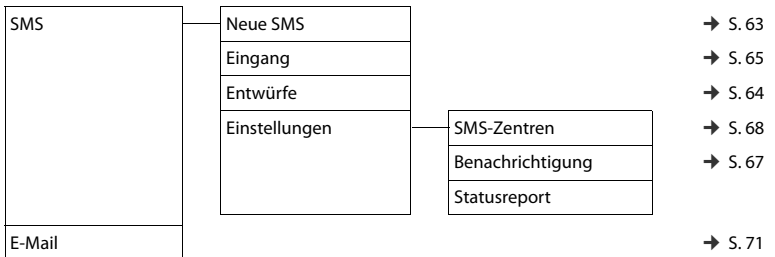 SMS Neue SMS ➔ S. 63
Eingang ➔ S. 65
Entwürfe ➔ S. 64
Einstellungen SMS-Zentren ➔ S. 68
Benachrichtigung ➔ S. 67
Statusreport
E-Mail ➔ S. 71